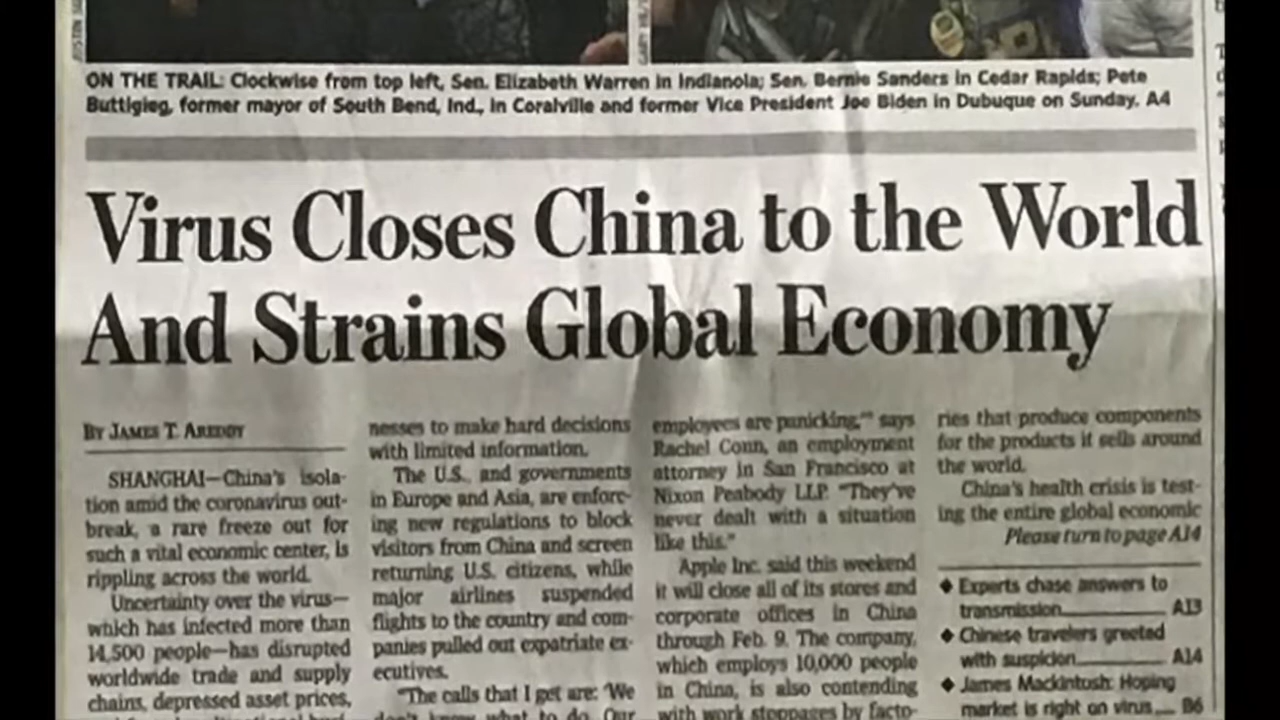 ON THE TRAIL: Clockwise from top left, Sen. Elizabeth Warren in Indianola; Sen. Bernie Sanders in Cedar Rapids; Pete
Buttigieg, former mayor of South Bend, Ind., in Coralville and former Vice President Joe Biden in Dubuque on Sunday. A4
Virus Closes China to the World
And Strains Global Economy
BY JAMES T. AREDDY
SHANGHAI—China's isola-
tion amid the coronavirus out-
break, a rare freeze out for
such a vital economic center, is
rippling across the world.
Uncertainty over the virus—
which has infected more than
14,500 people—has disrupted
worldwide trade and supply
chains, depressed asset prices,
nesses to make hard decisions
with limited information.
The U.S., and governments
in Europe and Asia, are enforc-
ing new regulations to block
visitors from China and screen
returning U.S. citizens, while
major airlines suspended
flights to the country and com-
panies pulled out expatriate ex-
ecutives.
"The calls that I get are: 'We
don't know what to do. Our
employees are panicking,'" says
Rachel Conn, an employment
attorney in San Francisco at
Nixon Peabody LLP. "They've
never dealt with a situation
like this."
Apple Inc. said this weekend
it will close all of its stores and
corporate offices in China
through Feb. 9. The company,
which employs 10,000 people
in China, is also contending
with work stoppages by facto-
ries that produce components
for the products it sells around
the world.
China's health crisis is test-
ing the entire global economic
Please turn to page A14
◆ Experts chase answers to
transmission A13
◆ Chinese travelers greeted
with suspicion A14
◆ James Mackintosh: Hoping
market is right on virus B6